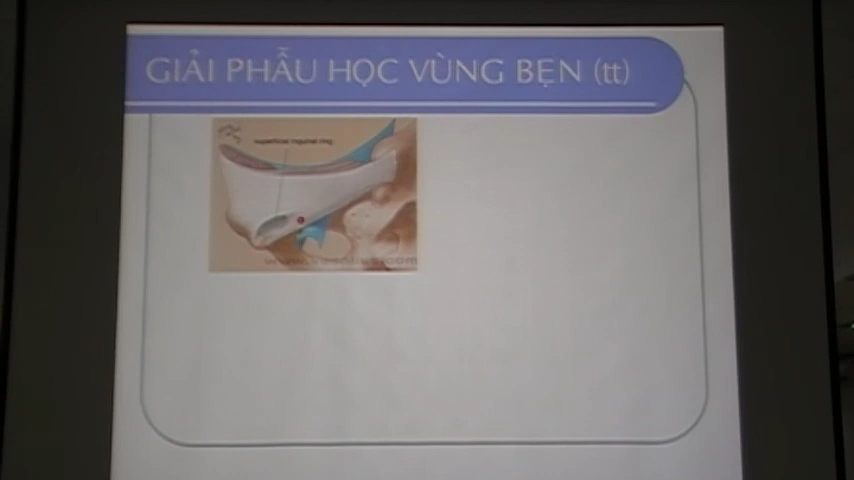 GIẢI PHẪU HỌC VÙNG BẸN (tt)
superficial inguinal ring